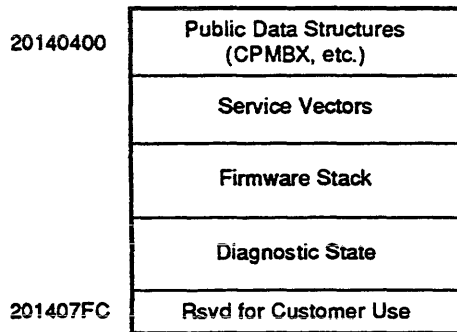 20140400
Public Data Structures
(CPMBX, etc.)
Service Vectors
Firmware Stack
Diagnostic State
201407FC
Rsvd for Customer Use